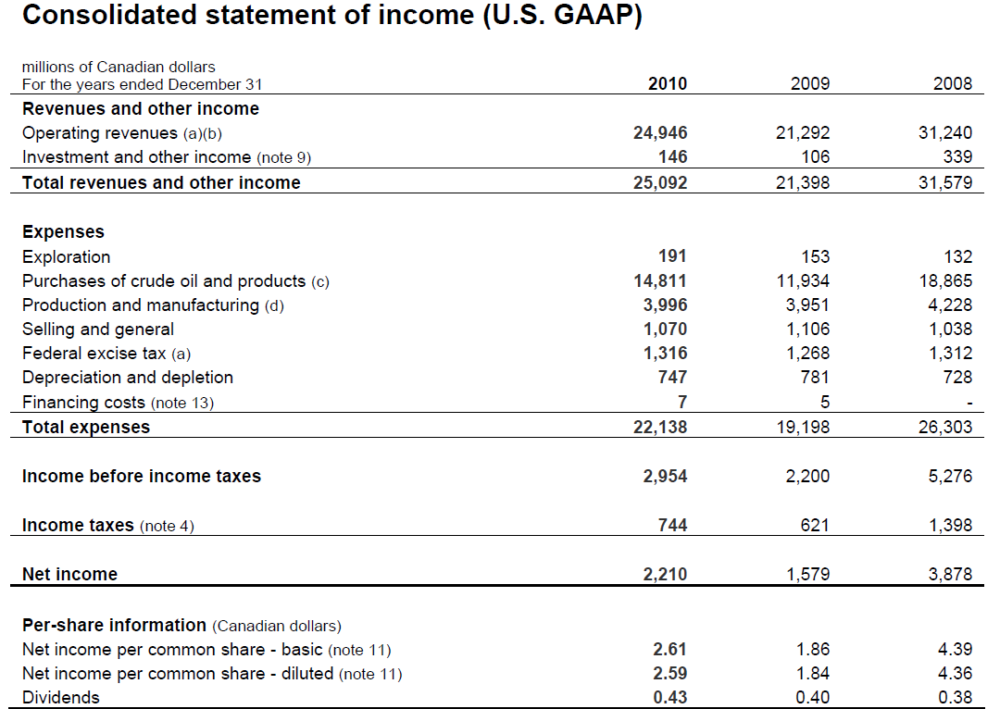 Consolidated statement of income (U.S. GAAP)
millions of Canadian dollars
For the years ended December 31 2010 2009 2008
Revenues and other income
Operating revenues (a)(b) 24,946 21,292 31,240
Investment and other income (note 9) 146 106 339
Total revenues and other income 25,092 21,398 31,579
Expenses
Exploration 191 153 132
Purchases of crude oil and products (c) 14,811 11,934 18,865
Production and manufacturing (d) 3,996 3,951 4,228
Selling and general 1,070 1,106 1,038
Federal excise tax (a) 1,316 1,268 1,312
Depreciation and depletion 747 781 728
Financing costs (note 13) 7 5 -
Total expenses 22,138 19,198 26,303
Income before income taxes 2,954 2,200 5,276
Income taxes (note 4) 744 621 1,398
Net income 2,210 1,579 3,878
Per-share information (Canadian dollars)
Net income per common share - basic (note 11) 2.61 1.86 4.39
Net income per common share - diluted (note 11) 2.59 1.84 4.36
Dividends 0.43 0.40 0.38